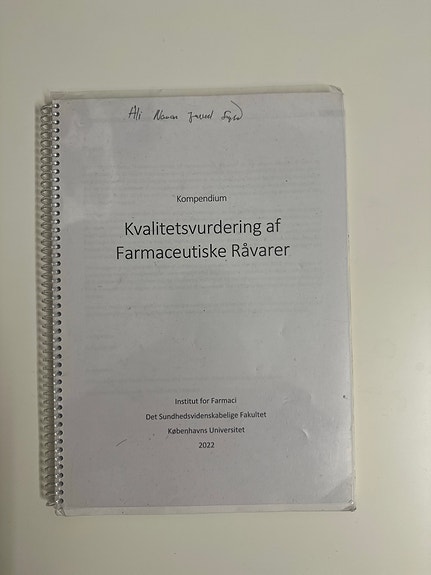 Ali
Kompendium
Kvalitetsvurdering af
Farmaceutiske Råvarer
Institut for Farmaci
Det Sundhedsvidenskabelige Fakultet
Københavns Universitet
2022